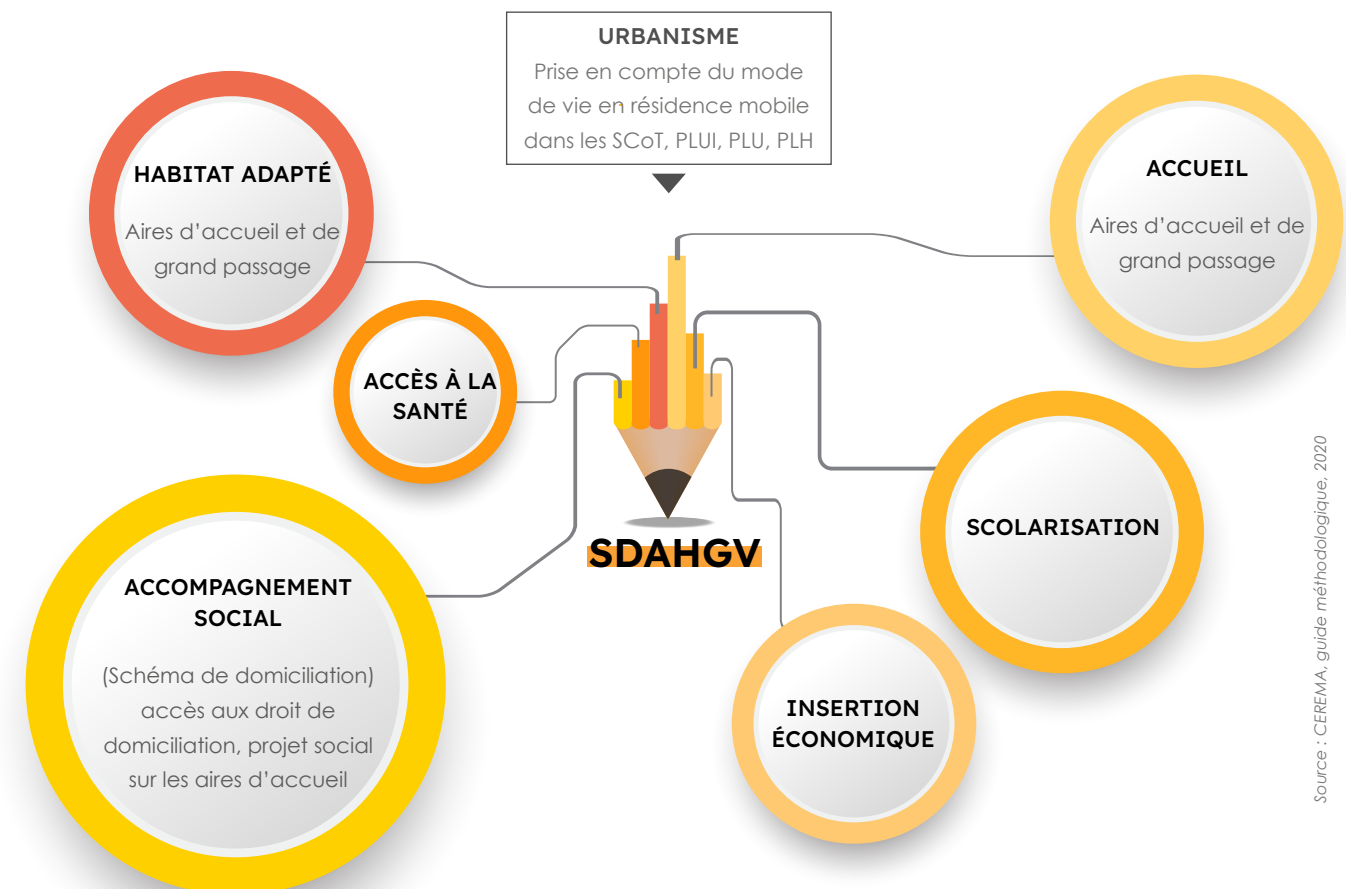 URBANISME
Prise en compte du mode
de vie en résidence mobile
dans les SCoT, PLUI, PLU, PLH
HABITAT ADAPTÉ
Aires d’accueil et de
grand passage
ACCUEIL
Aires d’accueil et de
grand passage
ACCÈS À LA
SANTÉ
SCOLARISATION
SDAHGV
ACCOMPAGNEMENT
SOCIAL
(Schéma de domiciliation)
accès aux droit de
domiciliation, projet social
sur les aires d’accueil
INSERTION
ÉCONOMIQUE
Source : CEREMA, guide méthodologique, 2020